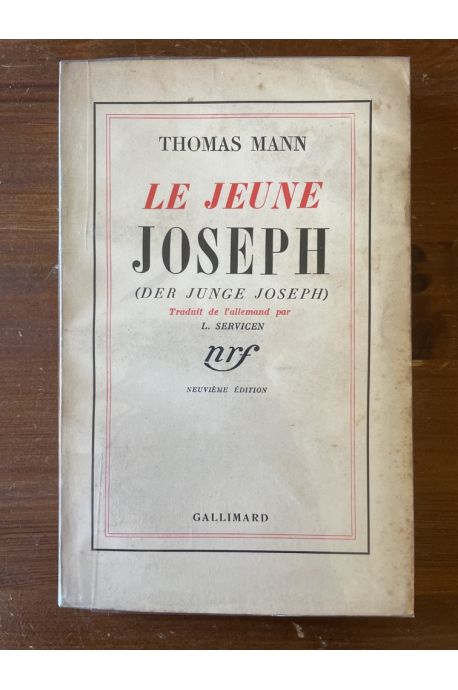 THOMAS MANN
LE JEUNE
JOSEPH
(DER JUNGE JOSEPH)
Traduit de l'allemand par
L. SERVICEN
nrf
NEUVIÈME ÉDITION
GALLIMARD